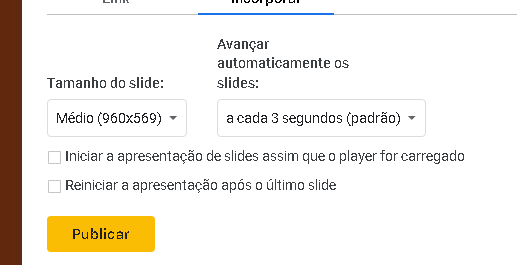 Link
Incorporar
Avançar
automaticamente os
Tamanho do slide:
slides:
Médio (960x569)
a cada 3 segundos (padrão)
Iniciar a apresentação de slides assim que o player for carregado
Reiniciar a apresentação após o último slide
Publicar